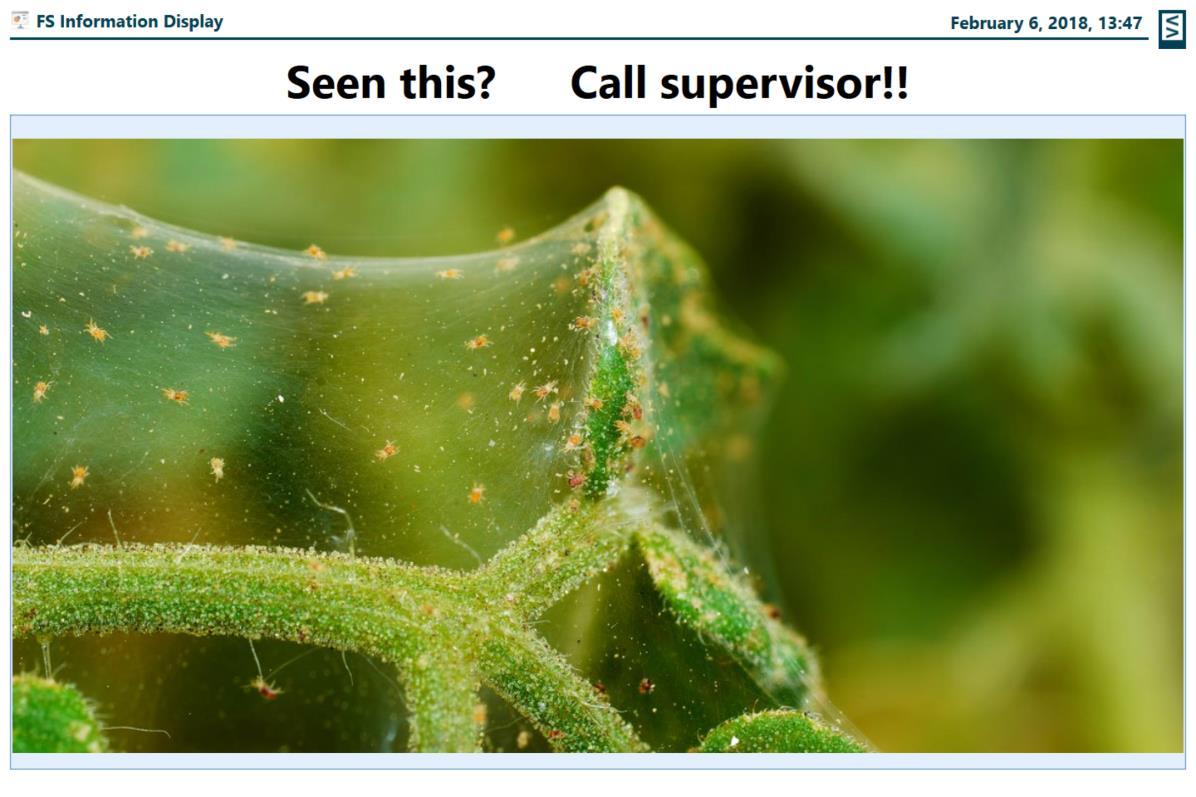 FS Information Display
February 6, 2018, 13:47
Seen this? Call supervisor!!